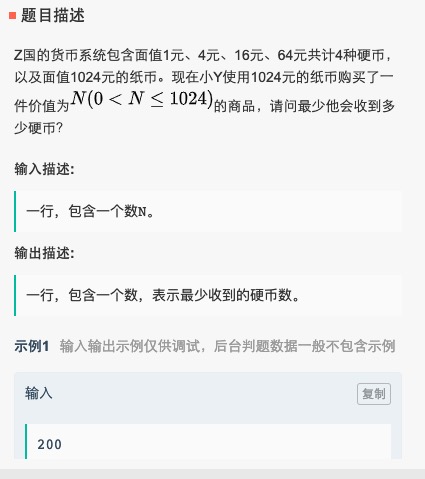 题目描述
Z国的货币系统包含面值1元、4元、16元、64元共计4种硬币，
以及面值1024元的纸币。现在小Y使用1024元的纸币购买了一
件价值为N(0 < N ≤ 1024)的商品，请问最少他会收到多
少硬币？
输入描述:
一行，包含一个数N。
输出描述:
一行，包含一个数，表示最少收到的硬币数。
示例1 输入输出示例仅供调试，后台判题数据一般不包含示例
输入 复制
200